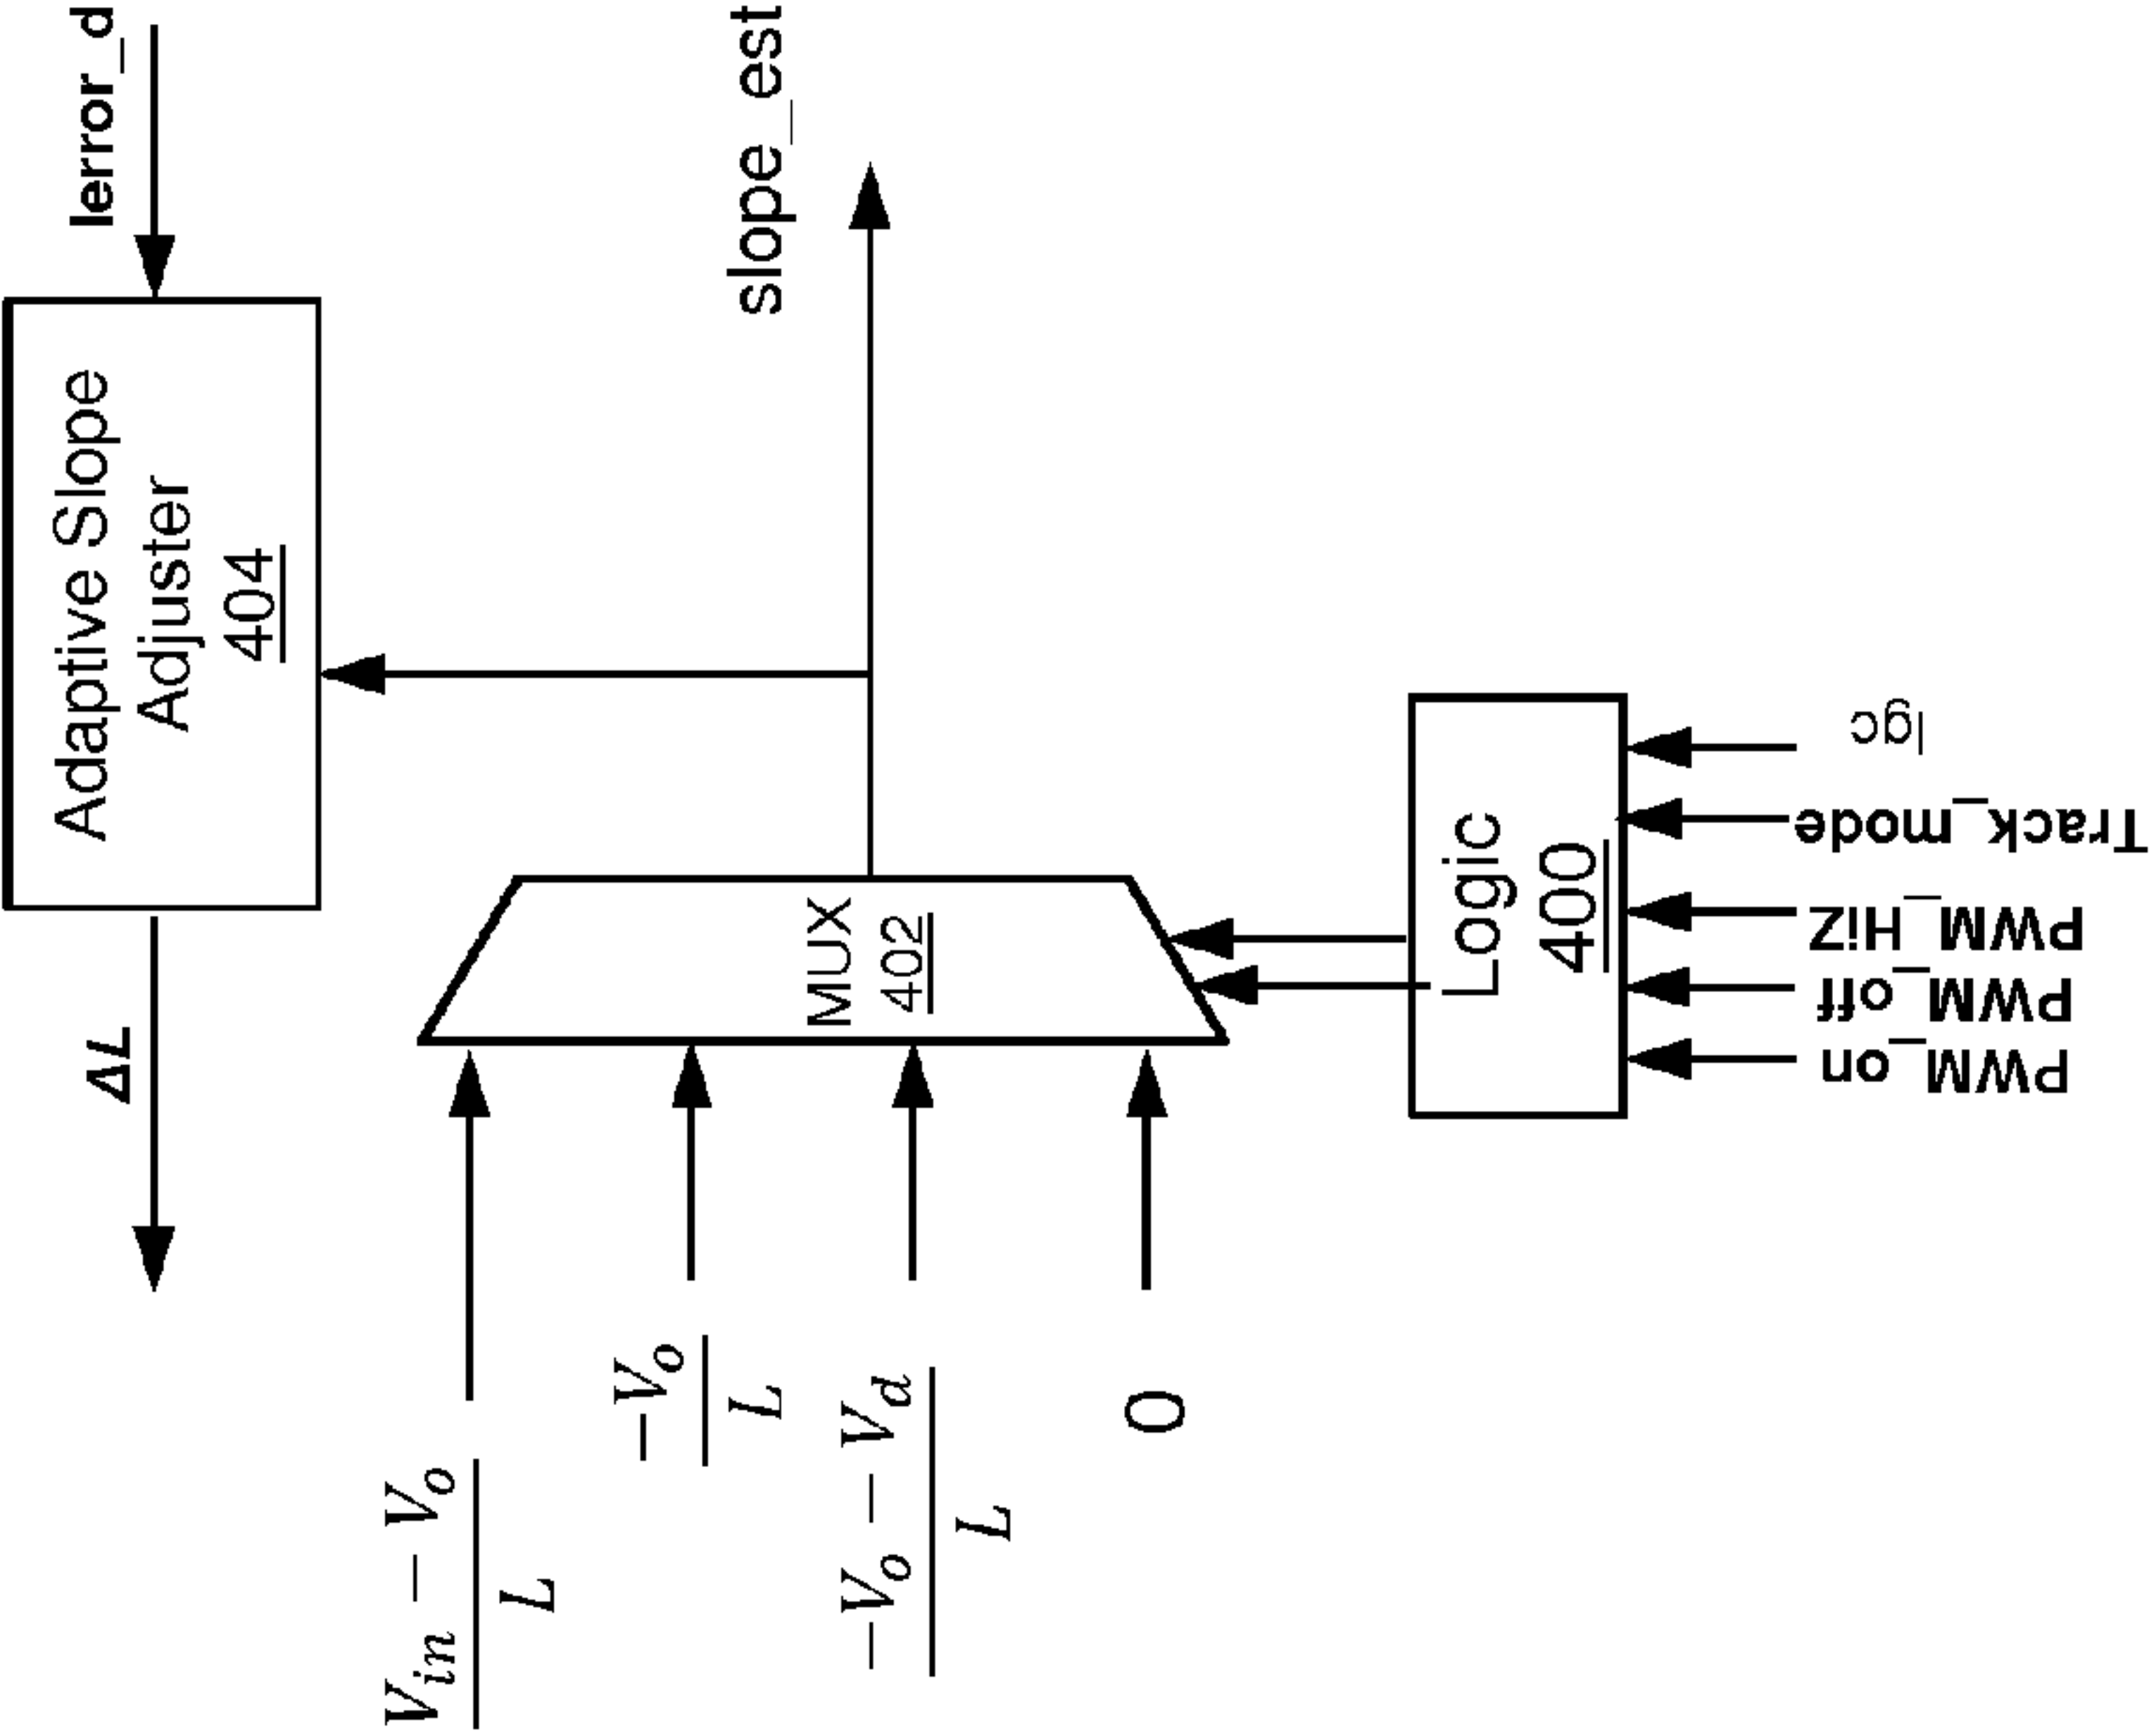 ΔL
Adaptive Slope
Adjuster
404
Ierror_d
V_in − V_o
L
−V_o
L
−V_o − V_d
L
0
MUX
402
slope_est
Logic
400
PWM_on
PWM_off
PWM_HiZ
Track_mode
Igc